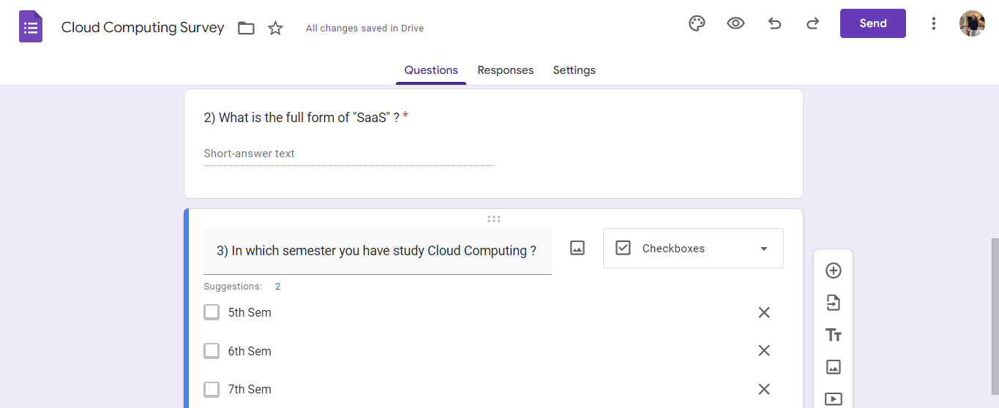 Cloud Computing Survey
All changes saved in Drive
Send
Questions Responses Settings
2) What is the full form of "SaaS" ? *
Short-answer text
3) In which semester you have study Cloud Computing ?
Checkboxes
Suggestions: 2
5th Sem
6th Sem
7th Sem
Tт